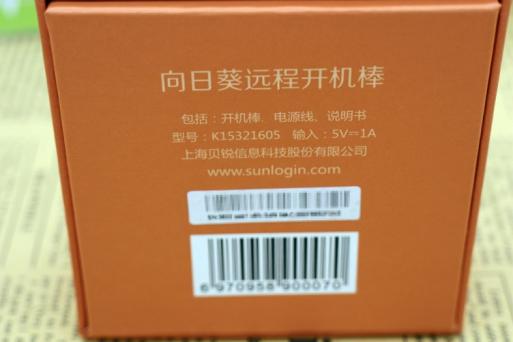 向日葵远程开机棒
包括：开机棒、电源线、说明书
型号：K15321605 输入：5V⎓1A
上海贝锐信息科技股份有限公司
www.sunlogin.com
6 970958 900070